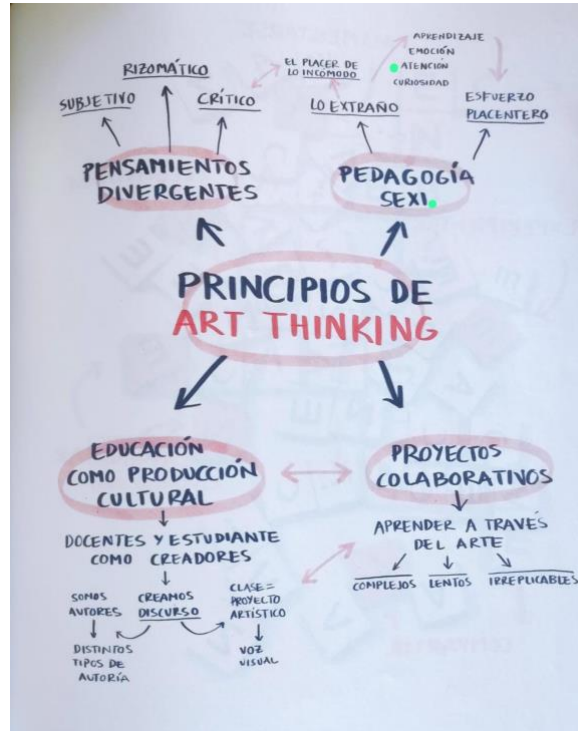 APRENDIZAJE
EMOCIÓN
ATENCIÓN
CURIOSIDAD
EL PLACER DE
LO INCOMODO
RIZOMÁTICO
SUBJETIVO
CRÍTICO
LO EXTRAÑO
ESFUERZO
PLACENTERO
PENSAMIENTOS
DIVERGENTES
PEDAGOGÍA
SEXI.
PRINCIPIOS DE
ART THINKING
EDUCACIÓN
COMO PRODUCCIÓN
CULTURAL
PROYECTOS
COLABORATIVOS
DOCENTES Y ESTUDIANTE
COMO CREADORES
APRENDER A TRAVÉS
DEL ARTE
SOMOS
AUTORES
CREAMOS
DISCURSO
CLASE =
PROYECTO
ARTÍSTICO
COMPLEJOS
LENTOS
IRREPLICABLES
DISTINTOS
TIPOS DE
AUTORÍA
VOZ
VISUAL